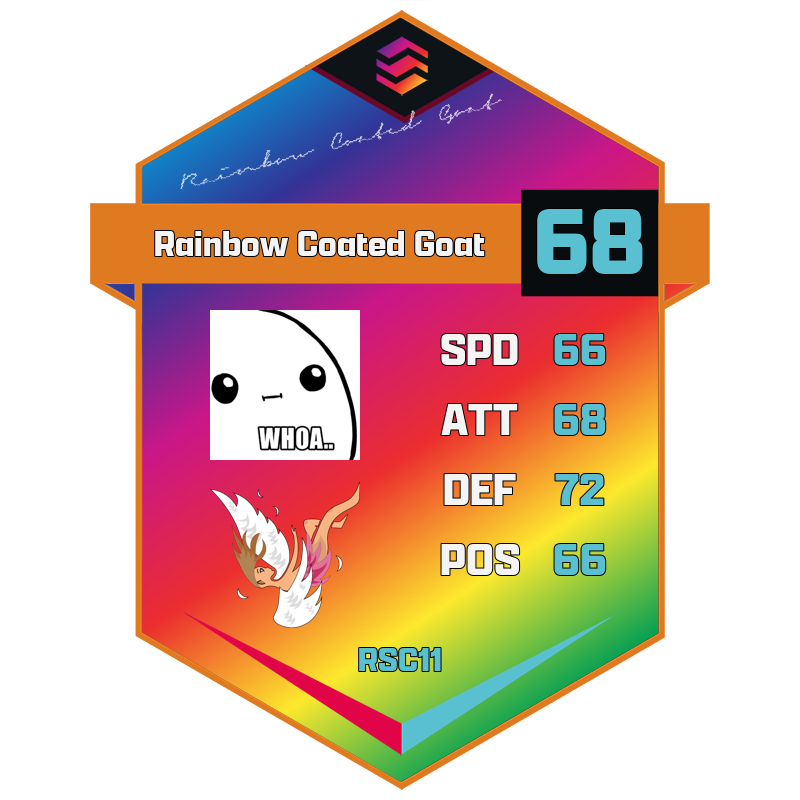 Rainbow Coated Goat
Rainbow Coated Goat 68
WHOA..
SPD 66
ATT 68
DEF 72
POS 66
RSC11